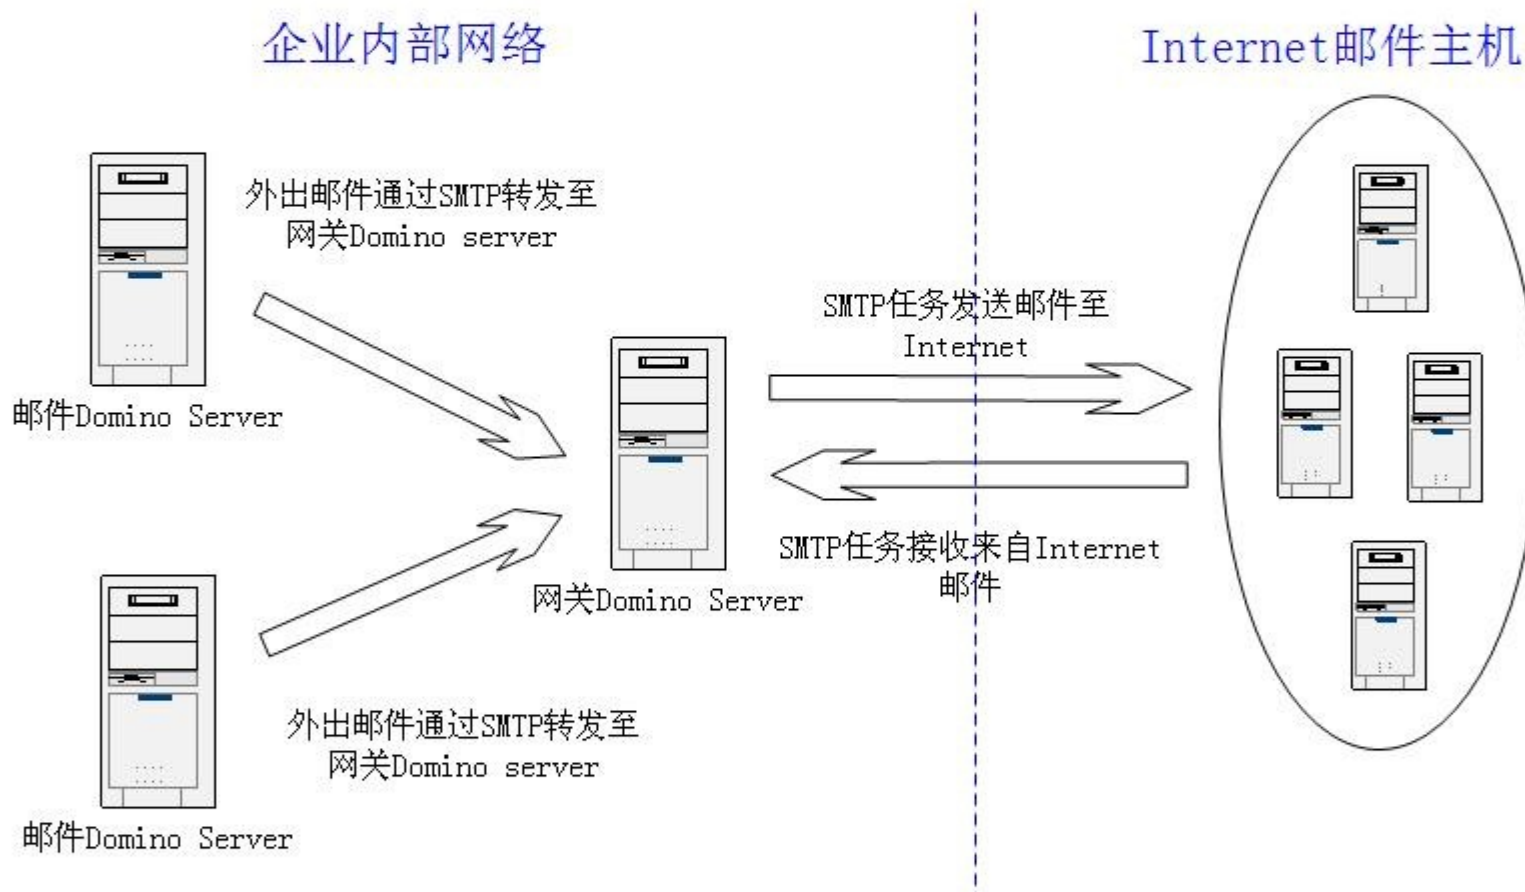 企业内部网络
Internet邮件主机
外出邮件通过SMTP转发至
网关Domino server
SMTP任务发送邮件至
Internet
邮件Domino Server
SMTP任务接收来自Internet
邮件
网关Domino Server
外出邮件通过SMTP转发至
网关Domino server
邮件Domino Server